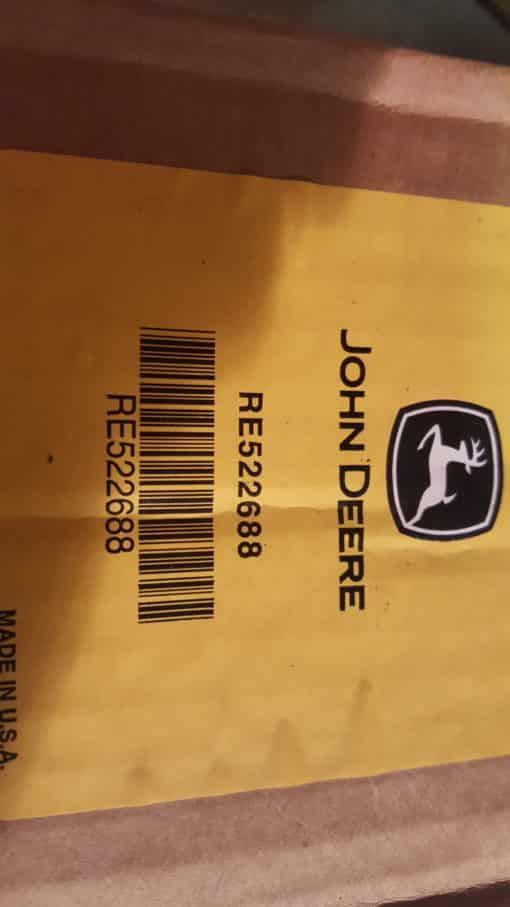 JOHN DEERE
RE522688
RE522688
MADE IN U.S.A.